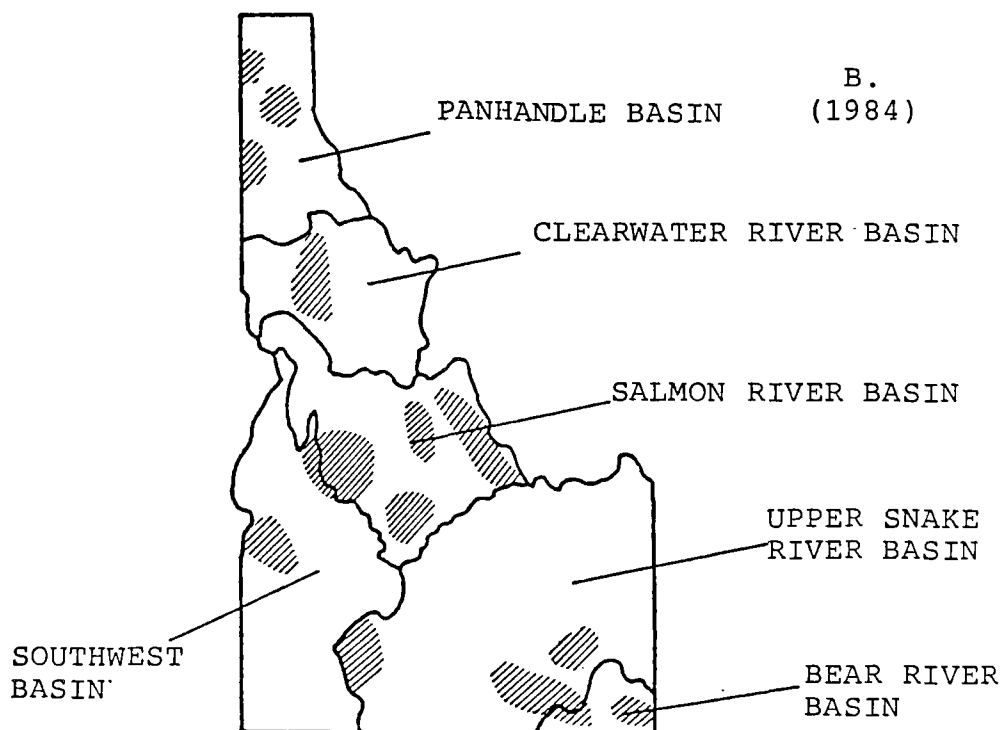 B.
(1984)
PANHANDLE BASIN
CLEARWATER RIVER BASIN
SALMON RIVER BASIN
UPPER SNAKE
RIVER BASIN
SOUTHWEST
BASIN
BEAR RIVER
BASIN